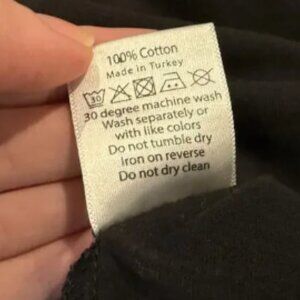 100% Cotton
Made in Turkey
30
30 degree machine wash
Wash separately or
with like colors
Do not tumble dry
Iron on reverse
Do not dry clean